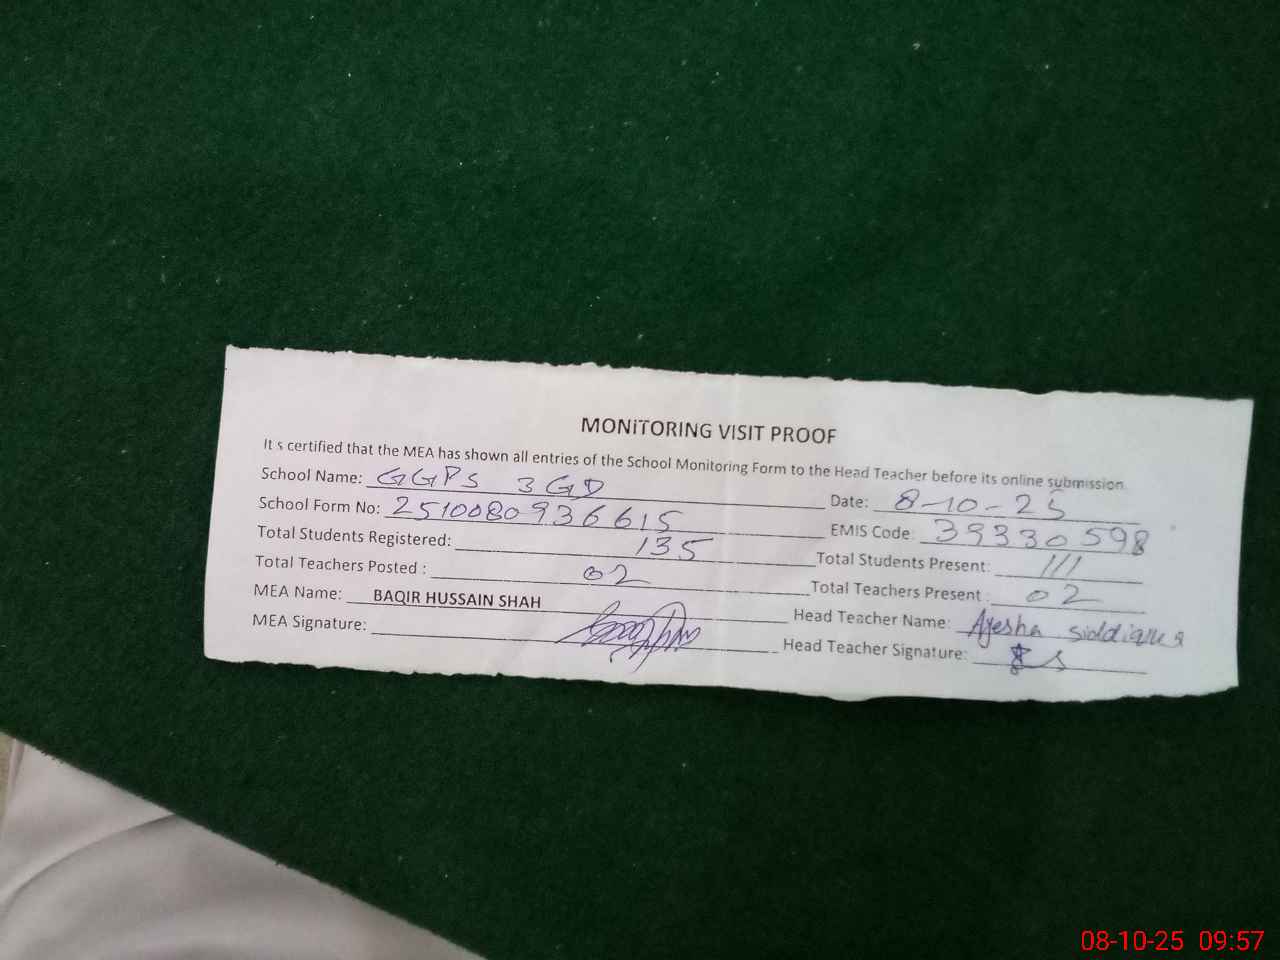 MONiTORING VISIT PROOF
It s certified that the MEA has shown all entries of the School Monitoring Form to the Head Teacher before its online submission.
School Name: GGPS 3GD Date: 8-10-25
School Form No: 2510080936615 EMIS Code: 39330598
Total Students Registered: 135 Total Students Present: 111
Total Teachers Posted : 02 Total Teachers Present : 02
MEA Name: BAQIR HUSSAIN SHAH Head Teacher Name: Ayesha siddique
MEA Signature: Head Teacher Signature:
08-10-25 09:57